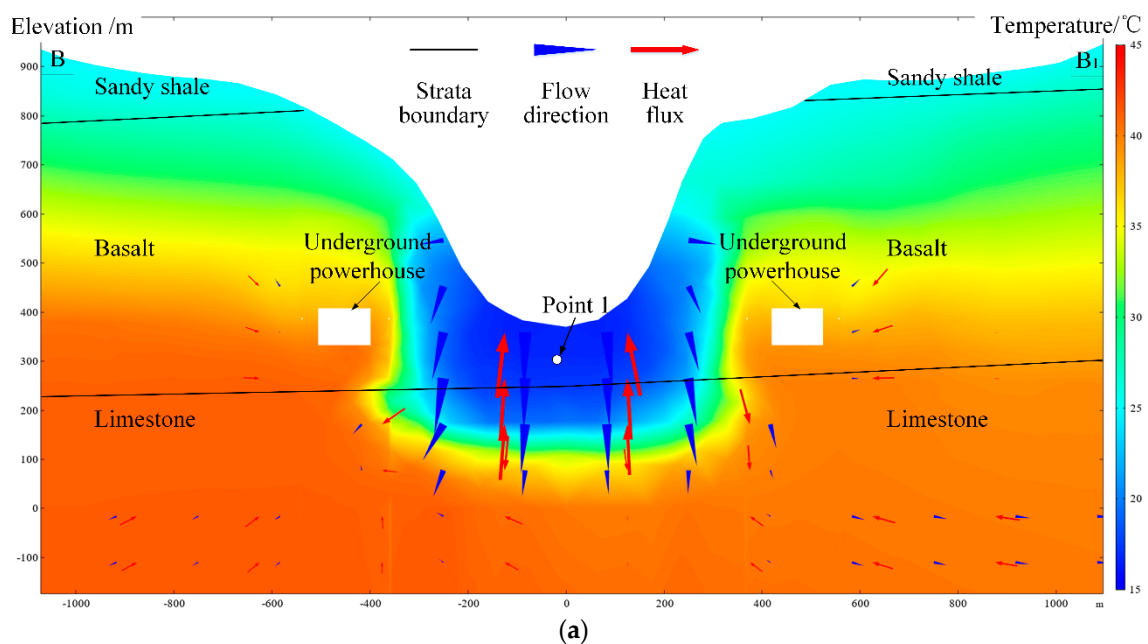 Elevation /m
Temperature/℃
B
B₁
Sandy shale
Sandy shale
Strata boundary
Flow direction
Heat flux
Basalt
Underground powerhouse
Point 1
Underground powerhouse
Basalt
Limestone
Limestone
900
800
700
600
500
400
300
200
100
0
-100
-1000
-800
-600
-400
-200
0
200
400
600
800
1000
m
45
40
35
30
25
20
15
(a)